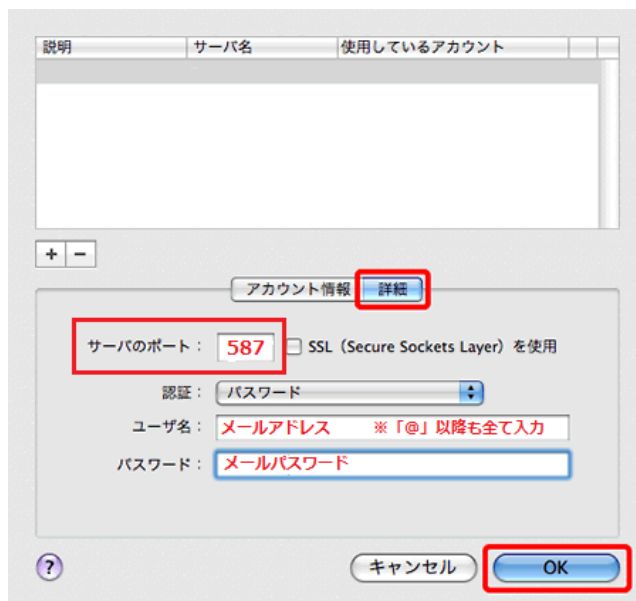 説明 サーバ名 使用しているアカウント
+ −
アカウント情報 詳細
サーバのポート： 587 SSL（Secure Sockets Layer）を使用
認証： パスワード
ユーザ名： メールアドレス ※「@」以降も全て入力
パスワード： メールパスワード
? キャンセル OK